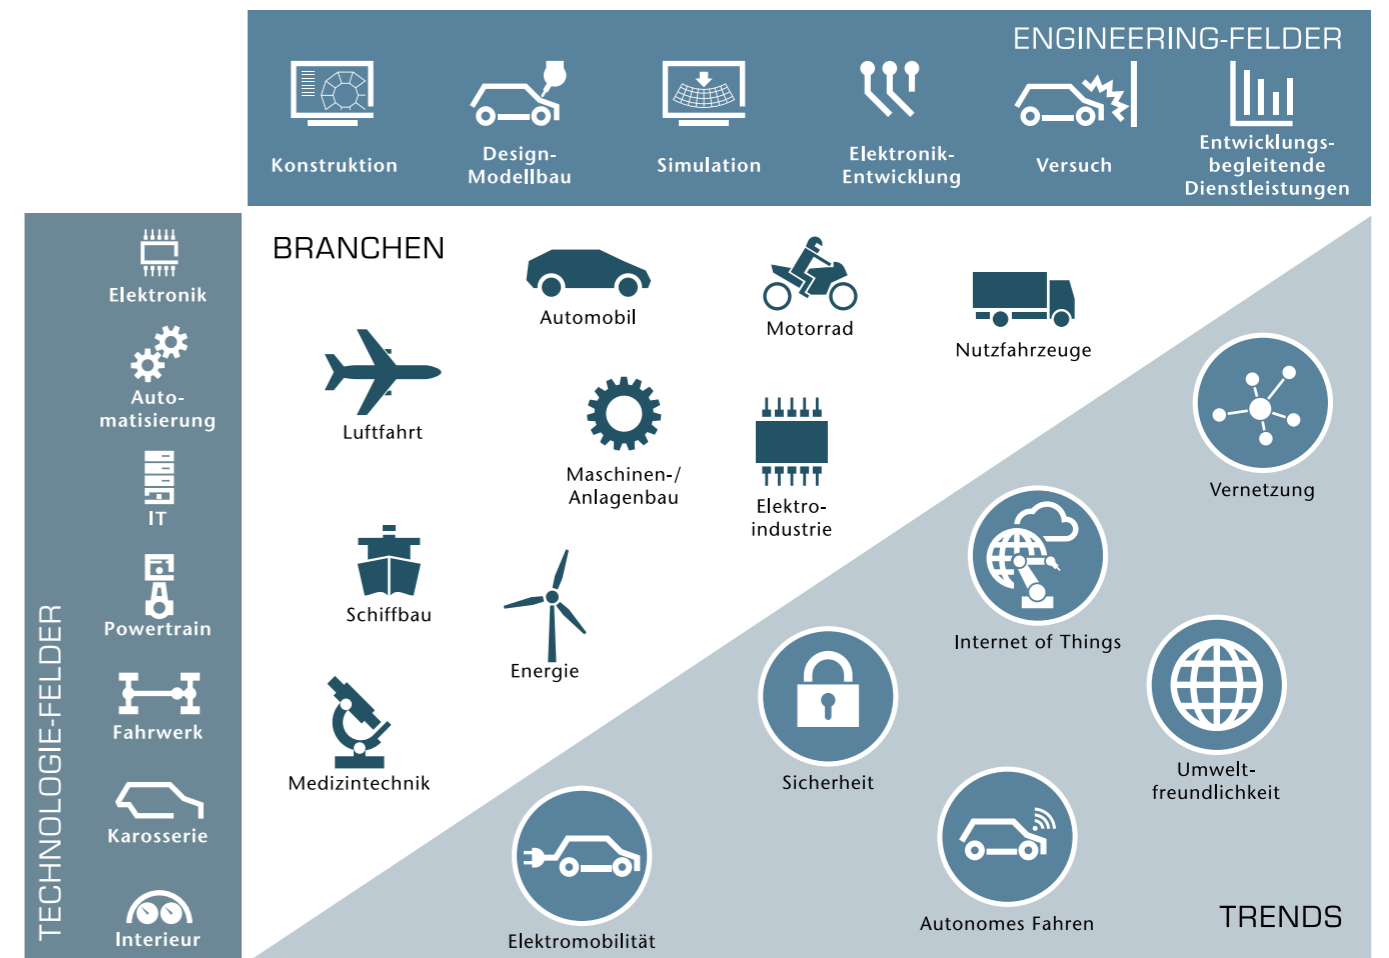 ENGINEERING-FELDER
Konstruktion
Design-
Modellbau
Simulation
Elektronik-
Entwicklung
Versuch
Entwicklungs-
begleitende
Dienstleistungen
TECHNOLOGIE-FELDER
Elektronik
Auto-
matisierung
IT
Powertrain
Fahrwerk
Karosserie
Interieur
BRANCHEN
Automobil
Motorrad
Nutzfahrzeuge
Luftfahrt
Maschinen-/
Anlagenbau
Elektro-
industrie
Schiffbau
Energie
Medizintechnik
Vernetzung
Internet of Things
Sicherheit
Umwelt-
freundlichkeit
Elektromobilität
Autonomes Fahren
TRENDS